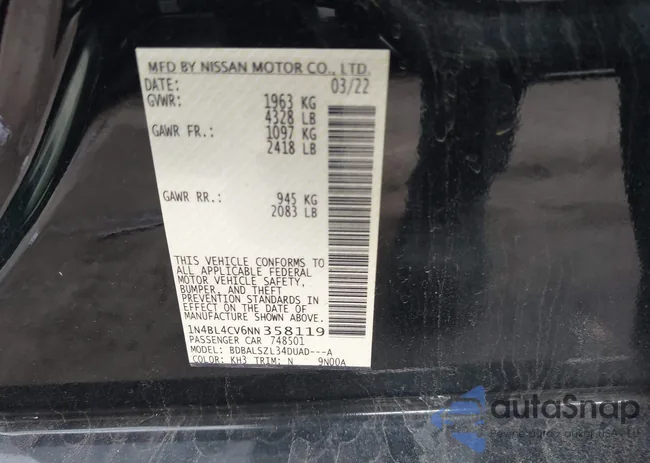 MFD BY NISSAN MOTOR CO., LTD.
DATE: 03/22
GVWR: 1963 KG
4328 LB
GAWR FR.: 1097 KG
2418 LB
GAWR RR.: 945 KG
2083 LB
THIS VEHICLE CONFORMS TO
ALL APPLICABLE FEDERAL
MOTOR VEHICLE SAFETY,
BUMPER, AND THEFT
PREVENTION STANDARDS IN
EFFECT ON THE DATE OF
MANUFACTURE SHOWN ABOVE.
1N4BL4CV6NN358119
PASSENGER CAR 748501
MODEL: BDBALSZL34DUAD---A
COLOR: KH3 TRIM: N 9N00A
autoSnap